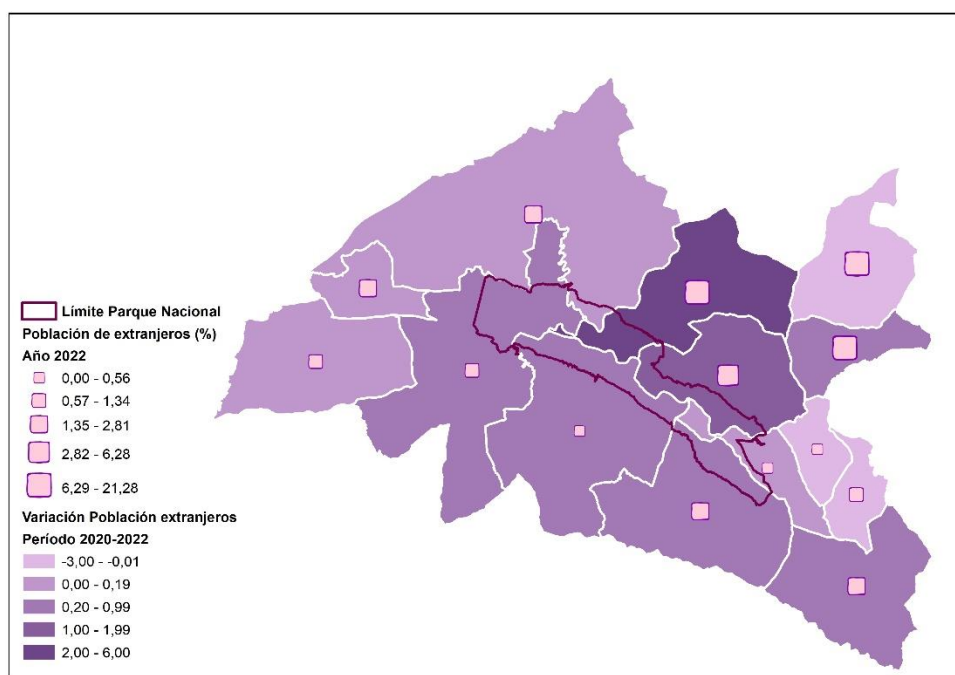 Límite Parque Nacional
Población de extranjeros (%)
Año 2022
0,00 - 0,56
0,57 - 1,34
1,35 - 2,81
2,82 - 6,28
6,29 - 21,28
Variación Población extranjeros
Período 2020-2022
-3,00 - -0,01
0,00 - 0,19
0,20 - 0,99
1,00 - 1,99
2,00 - 6,00